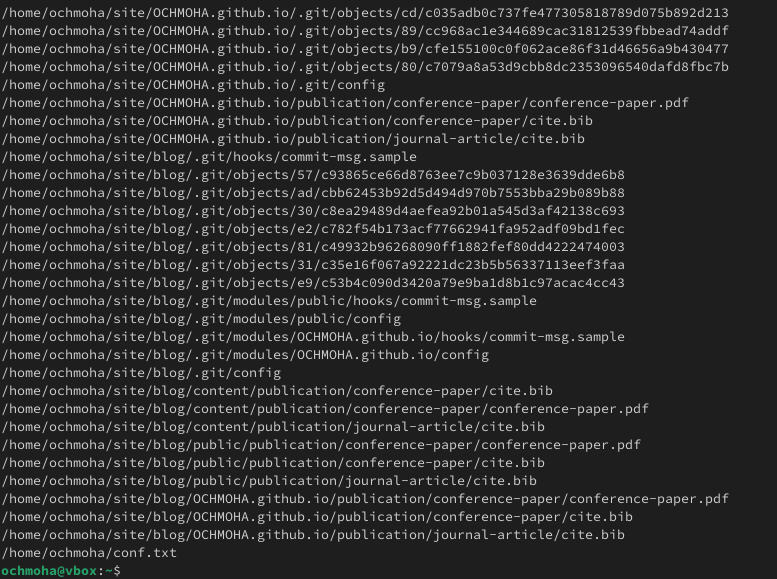 /home/ochmoha/site/OCHMOHA.github.io/.git/objects/cd/c035adb0c737fe477305818789d075b892d213
/home/ochmoha/site/OCHMOHA.github.io/.git/objects/89/cc968ac1e344689cac31812539fbbead74addf
/home/ochmoha/site/OCHMOHA.github.io/.git/objects/b9/cfe155100c0f062ace86f31d46656a9b430477
/home/ochmoha/site/OCHMOHA.github.io/.git/objects/80/c7079a8a53d9cbb8dc2353096540dafd8fbc7b
/home/ochmoha/site/OCHMOHA.github.io/.git/config
/home/ochmoha/site/OCHMOHA.github.io/publication/conference-paper/conference-paper.pdf
/home/ochmoha/site/OCHMOHA.github.io/publication/conference-paper/cite.bib
/home/ochmoha/site/OCHMOHA.github.io/publication/journal-article/cite.bib
/home/ochmoha/site/blog/.git/hooks/commit-msg.sample
/home/ochmoha/site/blog/.git/objects/57/c93865ce66d8763ee7c9b037128e3639dde6b8
/home/ochmoha/site/blog/.git/objects/ad/cbb62453b92d5d494d970b7553bba29b089b88
/home/ochmoha/site/blog/.git/objects/30/c8ea29489d4aefea92b01a545d3af42138c693
/home/ochmoha/site/blog/.git/objects/e2/c782f54b173acf77662941fa952adf09bd1fec
/home/ochmoha/site/blog/.git/objects/81/c49932b96268090ff1882fef80dd4222474003
/home/ochmoha/site/blog/.git/objects/31/c35e16f067a92221dc23b5b56337113eef3faa
/home/ochmoha/site/blog/.git/objects/e9/c53b4c090d3420a79e9ba1d8b1c97acac4cc43
/home/ochmoha/site/blog/.git/modules/public/hooks/commit-msg.sample
/home/ochmoha/site/blog/.git/modules/public/config
/home/ochmoha/site/blog/.git/modules/OCHMOHA.github.io/hooks/commit-msg.sample
/home/ochmoha/site/blog/.git/modules/OCHMOHA.github.io/config
/home/ochmoha/site/blog/.git/config
/home/ochmoha/site/blog/content/publication/conference-paper/cite.bib
/home/ochmoha/site/blog/content/publication/conference-paper/conference-paper.pdf
/home/ochmoha/site/blog/content/publication/journal-article/cite.bib
/home/ochmoha/site/blog/public/publication/conference-paper/conference-paper.pdf
/home/ochmoha/site/blog/public/publication/conference-paper/cite.bib
/home/ochmoha/site/blog/public/publication/journal-article/cite.bib
/home/ochmoha/site/blog/OCHMOHA.github.io/publication/conference-paper/conference-paper.pdf
/home/ochmoha/site/blog/OCHMOHA.github.io/publication/conference-paper/cite.bib
/home/ochmoha/site/blog/OCHMOHA.github.io/publication/journal-article/cite.bib
/home/ochmoha/conf.txt
ochmoha@vbox:~$